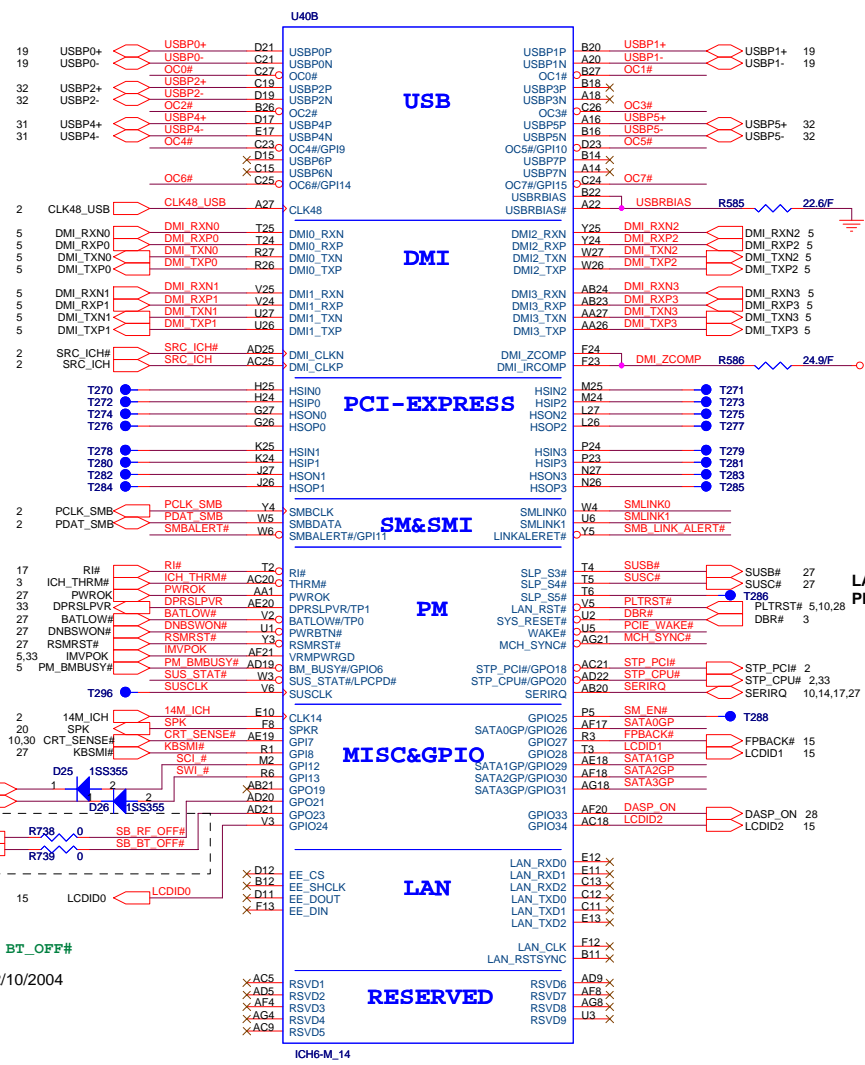 U40B
19 USBP0+ USBP0+ D21 USBP0P USBP1P B20 USBP1+ USBP1+ 19
19 USBP0- USBP0- C21 USBP0N USBP1N A20 USBP1- USBP1- 19
OC0# C27 OC0# OC1# B27 OC1#
32 USBP2+ USBP2+ C19 USBP2P USBP3P B18
32 USBP2- USBP2- D19 USBP2N USB USBP3N A18
OC2# B26 OC2# OC3# C26 OC3#
31 USBP4+ USBP4+ D17 USBP4P USBP5P A16 USBP5+ USBP5+ 32
31 USBP4- USBP4- E17 USBP4N USBP5N B16 USBP5- USBP5- 32
OC4# C23 OC4#/GPI9 OC5#/GPI10 D23 OC5#
D15 USBP6P USBP7P B14
C15 USBP6N USBP7N A14
OC6# C25 OC6#/GPI14 OC7#/GPI15 C24 OC7#
USBRBIAS B22
2 CLK48_USB CLK48_USB A27 CLK48 USBRBIAS# A22 USBRBIAS R585 22.6/F
5 DMI_RXN0 DMI_RXN0 T25 DMI0_RXN DMI2_RXN Y25 DMI_RXN2 DMI_RXN2 5
5 DMI_RXP0 DMI_RXP0 T24 DMI0_RXP DMI2_RXP Y24 DMI_RXP2 DMI_RXP2 5
5 DMI_TXN0 DMI_TXN0 R27 DMI0_TXN DMI DMI2_TXN W27 DMI_TXN2 DMI_TXN2 5
5 DMI_TXP0 DMI_TXP0 R26 DMI0_TXP DMI2_TXP W26 DMI_TXP2 DMI_TXP2 5
5 DMI_RXN1 DMI_RXN1 V25 DMI1_RXN DMI3_RXN AB24 DMI_RXN3 DMI_RXN3 5
5 DMI_RXP1 DMI_RXP1 V24 DMI1_RXP DMI3_RXP AB23 DMI_RXP3 DMI_RXP3 5
5 DMI_TXN1 DMI_TXN1 U27 DMI1_TXN DMI3_TXN AA27 DMI_TXN3 DMI_TXN3 5
5 DMI_TXP1 DMI_TXP1 U26 DMI1_TXP DMI3_TXP AA26 DMI_TXP3 DMI_TXP3 5
2 SRC_ICH# SRC_ICH# AD25 DMI_CLKN DMI_ZCOMP F24
2 SRC_ICH SRC_ICH AC25 DMI_CLKP DMI_IRCOMP F23 DMI_ZCOMP R586 24.9/F
T270 H25 HSIN0 HSIN2 M25 T271
T272 H24 HSIP0 PCI-EXPRESS HSIP2 M24 T273
T274 G27 HSON0 HSON2 L27 T275
T276 G26 HSOP0 HSOP2 L26 T277
T278 K25 HSIN1 HSIN3 P24 T279
T280 K24 HSIP1 HSIP3 P23 T281
T282 J27 HSON1 HSON3 N27 T283
T284 J26 HSOP1 HSOP3 N26 T285
2 PCLK_SMB PCLK_SMB Y4 SMBCLK SMLINK0 W4 SMLINK0
2 PDAT_SMB PDAT_SMB W5 SMBDATA SM&SMI SMLINK1 U6 SMLINK1
SMBALERT# W6 SMBALERT#/GPI11 LINKALERET# Y5 SMB_LINK_ALERT#
17 RI# RI# T2 RI# SLP_S3# T4 SUSB# SUSB# 27
3 ICH_THRM# ICH_THRM# AC20 THRM# SLP_S4# T5 SUSC# SUSC# 27
27 PWROK PWROK AA1 PWROK SLP_S5# T6 T286
33 DPRSLPVR DPRSLPVR AE20 DPRSLPVR/TP1 PM LAN_RST# V5 PLTRST# PLTRST# 5,10,28
27 BATLOW# BATLOW# V2 BATLOW#/TP0 SYS_RESET# U2 DBR# DBR# 3
27 DNBSWON# DNBSWON# U1 PWRBTN# WAKE# U5 PCIE_WAKE#
27 RSMRST# RSMRST# Y3 RSMRST# MCH_SYNC# AG21 MCH_SYNC#
5,33 IMVPOK IMVPOK AF21 VRMPWRGD
5 PM_BMBUSY# PM_BMBUSY# AD19 BM_BUSY#/GPIO6 STP_PCI#/GPO18 AC21 STP_PCI# STP_PCI# 2
SUS_STAT# W3 SUS_STAT#/LPCPD# STP_CPU#/GPO20 AD22 STP_CPU# STP_CPU# 2,33
T296 SUSCLK V6 SUSCLK SERIRQ AB20 SERIRQ SERIRQ 10,14,17,27
2 14M_ICH 14M_ICH E10 CLK14 GPIO25 P5 SM_EN# T288
20 SPK SPK F8 SPKR SATA0GP/GPIO26 AF17 SATA0GP
10,30 CRT_SENSE# CRT_SENSE# AE19 GPI7 GPIO27 R3 FPBACK# FPBACK# 15
27 KBSMI# KBSMI# R1 GPI8 MISC&GPIO GPIO28 T3 LCDID1 LCDID1 15
SCI_# M2 GPI12 SATA1GP/GPIO29 AE18 SATA1GP
D25 1SS355 1 2 SWI_# R6 GPI13 SATA2GP/GPIO30 AF18 SATA2GP
AB21 GPO19 SATA3GP/GPIO31 AG18 SATA3GP
D26 1SS355 2 AD20 GPO21
AD21 GPO23 GPIO33 AF20 DASP_ON DASP_ON 28
V3 GPIO24 GPIO34 AC18 LCDID2 LCDID2 15
R738 0 SB_RF_OFF#
R739 0 SB_BT_OFF#
LAN_RXD0 E12
D12 EE_CS LAN_RXD1 E11
B12 EE_SHCLK LAN LAN_RXD2 C13
15 LCDID0 LCDID0 D11 EE_DOUT LAN_TXD0 C12
F13 EE_DIN LAN_TXD1 C11
LAN_TXD2 E13
BT_OFF# LAN_CLK F12
LAN_RSTSYNC B11
/10/2004
AC5 RSVD1 RSVD6 AD9
AD5 RSVD2 RESERVED RSVD7 AF8
AF4 RSVD3 RSVD8 AG8
AG4 RSVD4 RSVD9 U3
AC9 RSVD5
ICH6-M_14